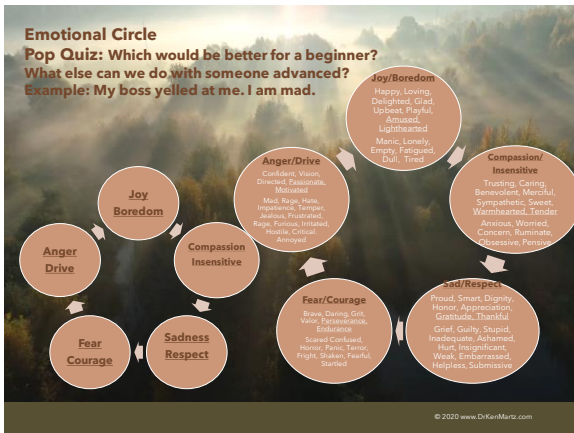 Emotional Circle
Pop Quiz: Which would be better for a beginner?
What else can we do with someone advanced?
Example: My boss yelled at me. I am mad.
Joy
Boredom
Compassion
Insensitive
Sadness
Respect
Fear
Courage
Anger
Drive
Joy/Boredom
Happy, Loving,
Delighted, Glad,
Upbeat, Playful,
Amused,
Lighthearted
Manic, Lonely,
Empty, Fatigued,
Dull, Tired
Compassion/
Insensitive
Trusting, Caring,
Benevolent, Merciful,
Sympathetic, Sweet,
Warmhearted, Tender
Anxious, Worried,
Concern, Ruminate,
Obsessive, Pensive
Sad/Respect
Proud, Smart, Dignity,
Honor, Appreciation,
Gratitude, Thankful
Grief, Guilty, Stupid,
Inadequate, Ashamed,
Hurt, Insignificant,
Weak, Embarrassed,
Helpless, Submissive
Fear/Courage
Brave, Daring, Grit,
Valor, Perseverance,
Endurance
Scared Confused,
Horror, Panic, Terror,
Fright, Shaken, Fearful,
Startled
Anger/Drive
Confident, Vision,
Directed, Passionate,
Motivated
Mad, Rage, Hate,
Impatience, Temper,
Jealous, Frustrated,
Rage, Furious, Irritated,
Hostile, Critical,
Annoyed
© 2020 www.DrKenMartz.com